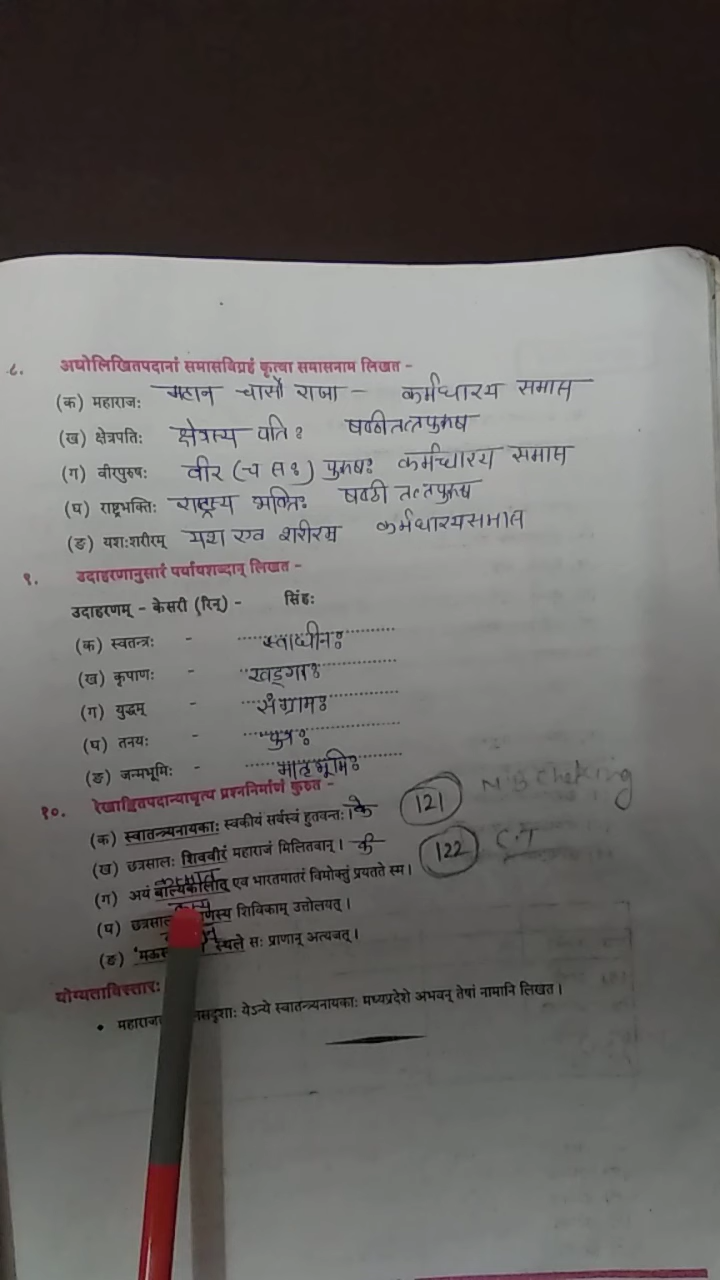 ८. अधोलिखितपदानां समासविग्रहं कृत्वा समासनाम लिखत -
(क) महाराजः महान चासौ राजा - कर्मधारय समास
(ख) क्षेत्रपतिः क्षेत्रस्य पतिः षष्ठीतत्पुरुष
(ग) वीरपुरुषः वीर (च सः) पुरुषः कर्मधारय समास
(घ) राष्ट्रभक्तिः राष्ट्रस्य भक्तिः षष्ठी तत्तपुरुष
(ङ) यशःशरीरम् यश एव शरीरम् कर्मधारयसमास
९. उदाहरणानुसारं पर्यायशब्दान् लिखत -
उदाहरणम् - केसरी (रिन्) - सिंहः
(क) स्वतन्त्रः - स्वाधीनः
(ख) कृपाणः - खड्गाः
(ग) युद्धम् - संग्रामः
(घ) तनयः - पुत्रः
(ङ) जन्मभूमिः - मातृभूमिः
१०. रेखाङ्कितपदान्याधृत्य प्रश्ननिर्माणं कुरुत -
(क) स्वातन्त्र्यनायकाः स्वकीयं सर्वस्वं हुतवन्तः। के (121) N.B Cheking
(ख) छत्रसालः शिववीरं महाराजं मिलितवान्। कं (122) C.T
(ग) अयं बाल्यकालात् एव भारतमातरं विमोक्तुं प्रयतते स्म।
(घ) छत्रसाल शिविकाम् उत्तोलयत्।
(ङ) स्थले सः प्राणान् अत्यजत्।
योग्यताविस्तारः
• येऽन्ये स्वातन्त्र्यनायकाः मध्यप्रदेशे अभवन् तेषां नामानि लिखत।